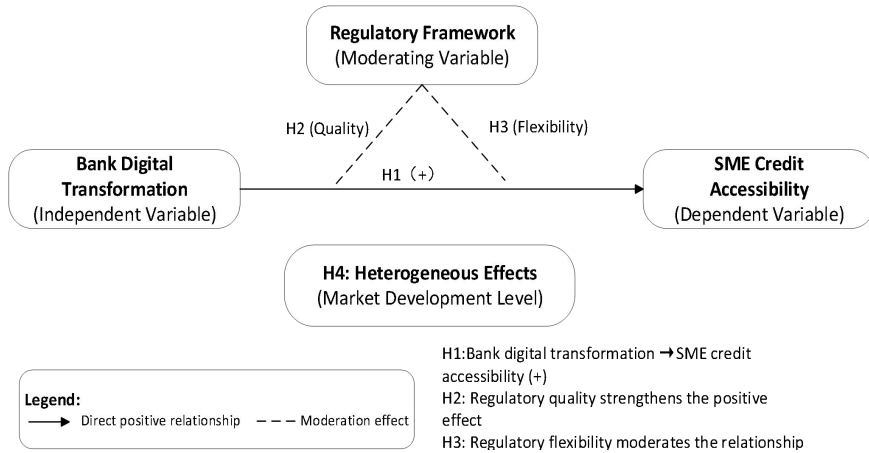 Regulatory Framework
(Moderating Variable)
H2 (Quality)
H3 (Flexibility)
Bank Digital
Transformation
(Independent Variable)
H1 (+)
SME Credit
Accessibility
(Dependent Variable)
H4: Heterogeneous Effects
(Market Development Level)
Legend:
Direct positive relationship
Moderation effect
H1:Bank digital transformation →SME credit
accessibility (+)
H2: Regulatory quality strengthens the positive
effect
H3: Regulatory flexibility moderates the relationship